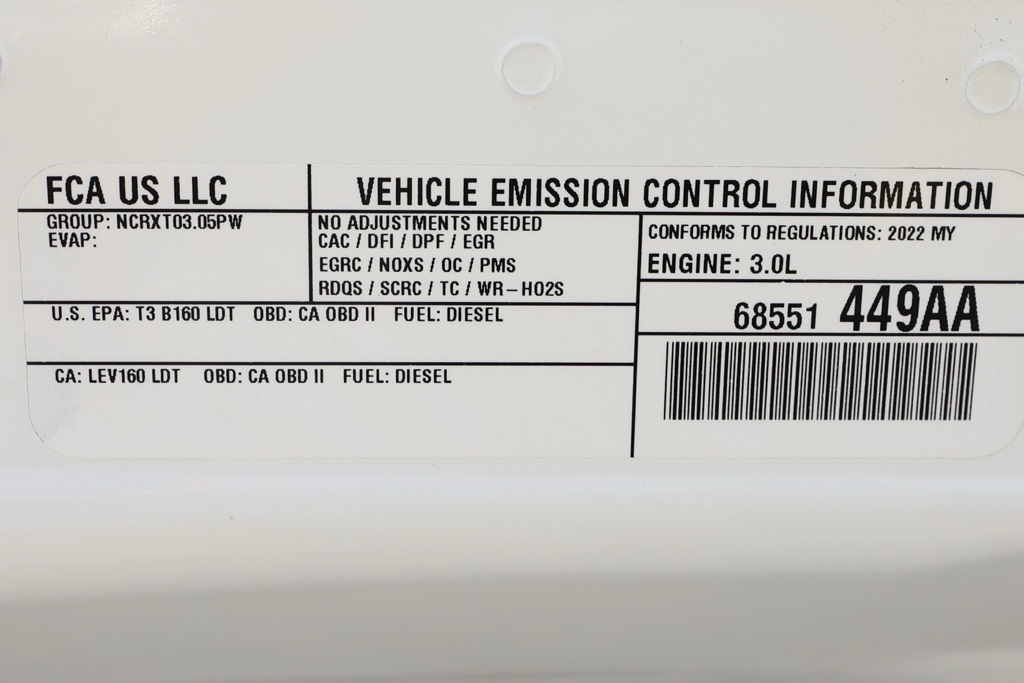 FCA US LLC
VEHICLE EMISSION CONTROL INFORMATION
GROUP: NCRXT03.05PW
EVAP:
NO ADJUSTMENTS NEEDED
CAC / DFI / DPF / EGR
EGRC / NOXS / OC / PMS
RDQS / SCRC / TC / WR-HO2S
CONFORMS TO REGULATIONS: 2022 MY
ENGINE: 3.0L
68551 449AA
U.S. EPA: T3 B160 LDT OBD: CA OBD II FUEL: DIESEL
CA: LEV160 LDT OBD: CA OBD II FUEL: DIESEL